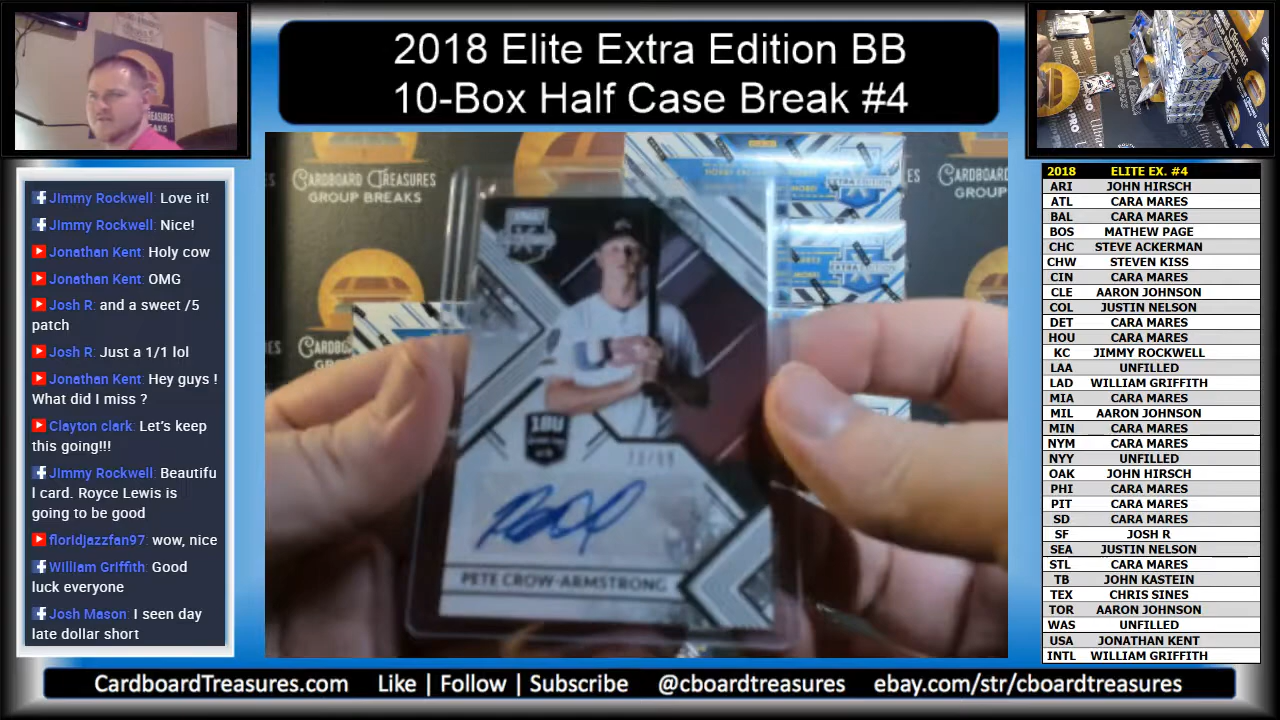 2018 Elite Extra Edition BB
10-Box Half Case Break #4
Jimmy Rockwell: Love it!
Jimmy Rockwell: Nice!
Jonathan Kent: Holy cow
Jonathan Kent: OMG
Josh R: and a sweet /5
patch
Josh R: Just a 1/1 lol
Jonathan Kent: Hey guys !
What did I miss ?
Clayton clark: Let's keep
this going!!!
Jimmy Rockwell: Beautifu
l card. Royce Lewis is
going to be good
floridjazzfan97: wow, nice
William Griffith: Good
luck everyone
Josh Mason: I seen day
late dollar short
CARDBOARD TREASURES
GROUP BREAKS
EXTRA EDITION
EXTRA EDITION
18U
PETE CROW-ARMSTRONG
2018 ELITE EX. #4
ARI JOHN HIRSCH
ATL CARA MARES
BAL CARA MARES
BOS MATHEW PAGE
CHC STEVE ACKERMAN
CHW STEVEN KISS
CIN CARA MARES
CLE AARON JOHNSON
COL JUSTIN NELSON
DET CARA MARES
HOU CARA MARES
KC JIMMY ROCKWELL
LAA UNFILLED
LAD WILLIAM GRIFFITH
MIA CARA MARES
MIL AARON JOHNSON
MIN CARA MARES
NYM CARA MARES
NYY UNFILLED
OAK JOHN HIRSCH
PHI CARA MARES
PIT CARA MARES
SD CARA MARES
SF JOSH R
SEA JUSTIN NELSON
STL CARA MARES
TB JOHN KASTEIN
TEX CHRIS SINES
TOR AARON JOHNSON
WAS UNFILLED
USA JONATHAN KENT
INTL WILLIAM GRIFFITH
CardboardTreasures.com Like | Follow | Subscribe @cboardtreasures ebay.com/str/cboardtreasures